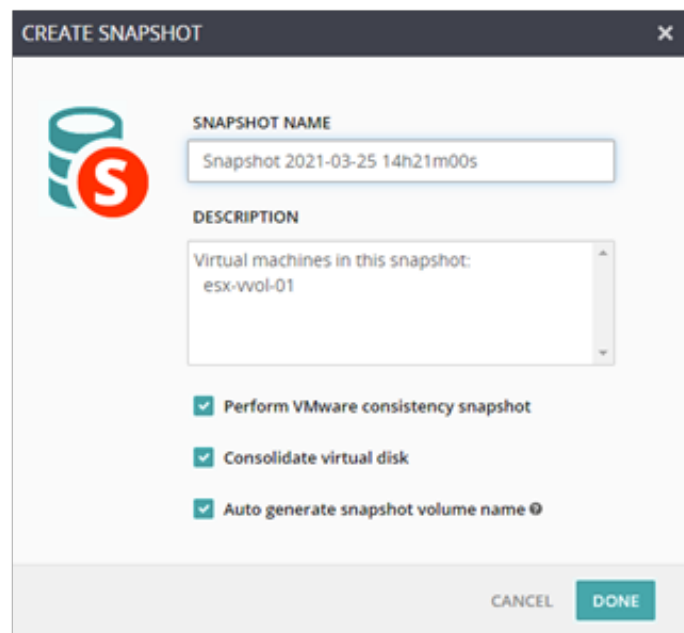 CREATE SNAPSHOT
SNAPSHOT NAME
Snapshot 2021-03-25 14h21m00s
S
DESCRIPTION
Virtual machines in this snapshot:
esx-vvol-01
Perform VMware consistency snapshot
Consolidate virtual disk
Auto generate snapshot volume name
CANCEL
DONE